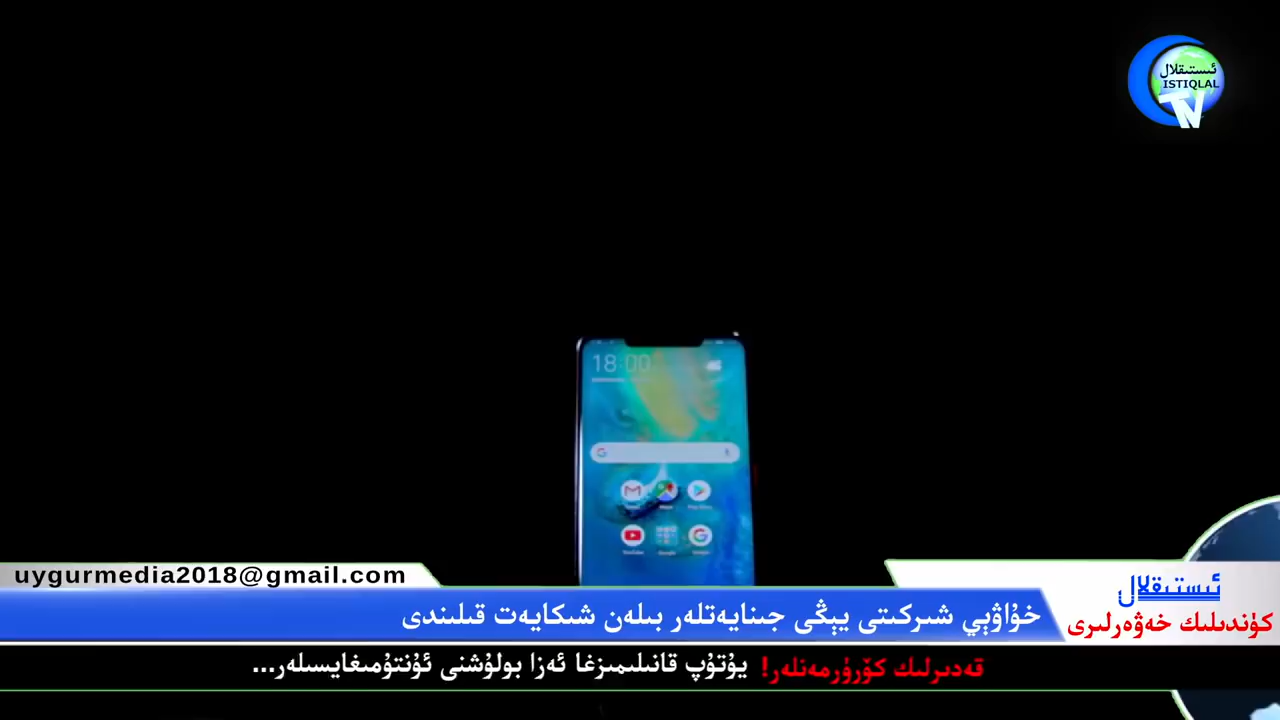 ئىستىقلال
ISTIQLAL
TV
18:00
uygurmedia2018@gmail.com
ئىستىقلال
كۈندىلىك خەۋەرلىرى
خۇاۋېي شىركىتى يېڭى جىنايەتلەر بىلەن شىكايەت قىلىندى
قەدىرلىك كۆرۈرمەنلەر! يۇتۇپ قانىلىمىزغا ئەزا بولۇشنى ئۇنتۇمىغايسىلەر...